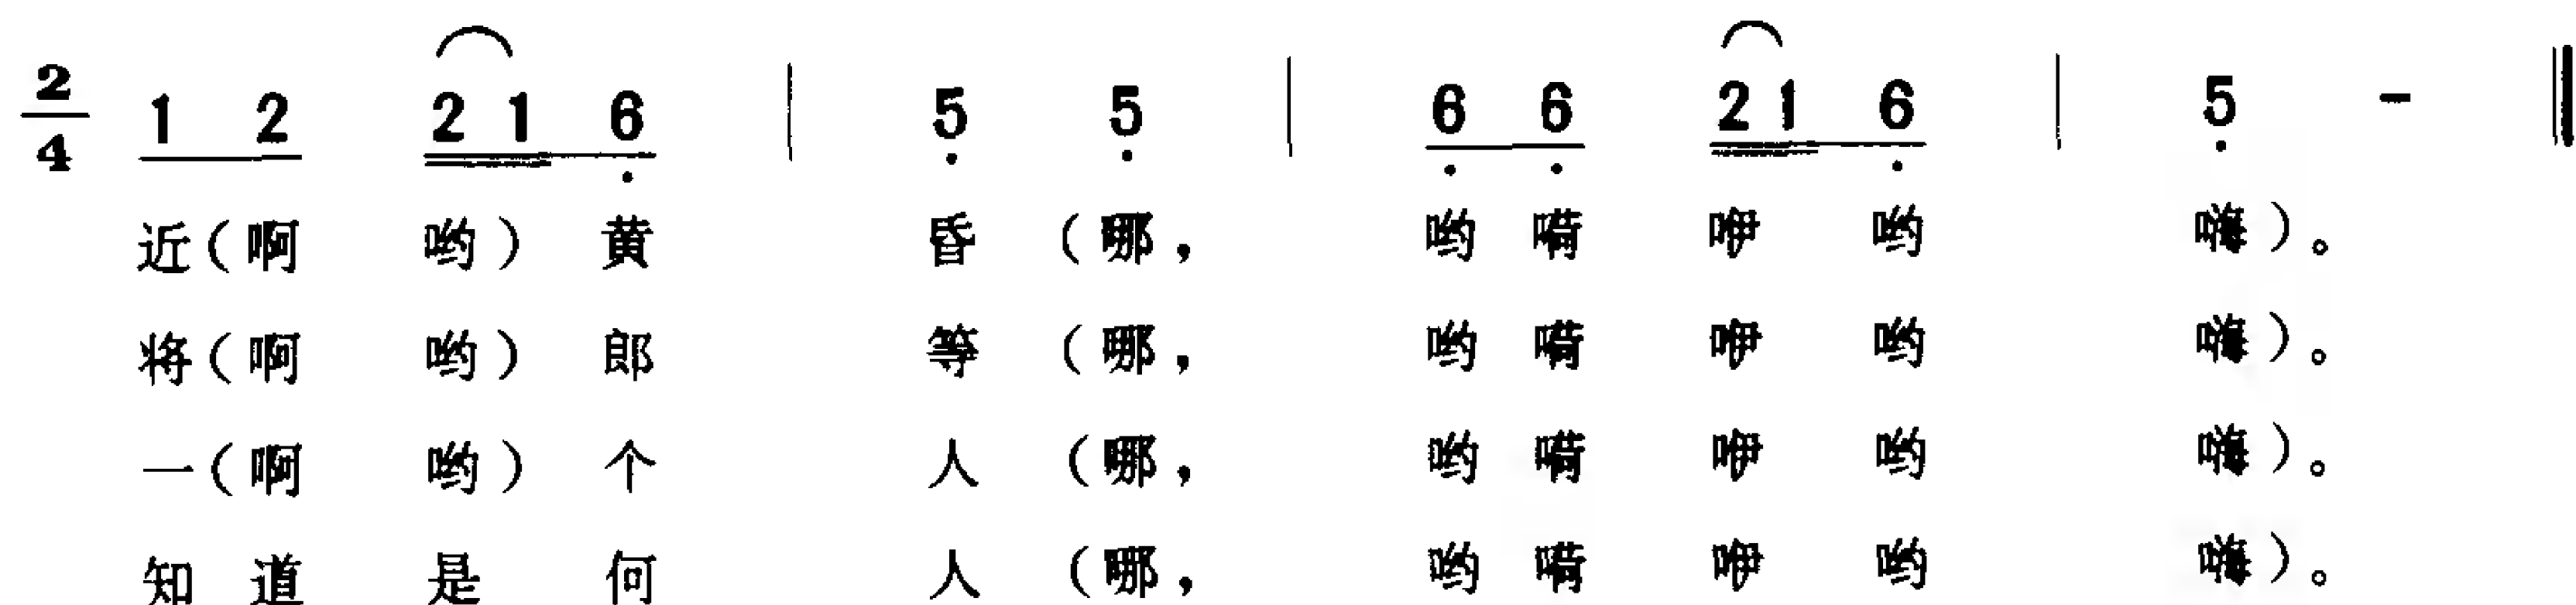 2/4 1 2 2 1 6 | 5 5 | 6 6 2 1 6 | 5 - ‖
近(啊 哟) 黄 昏 (哪, 哟 嗬 咿 哟 嗨)。
将(啊 哟) 郎 等 (哪, 哟 嗬 咿 哟 嗨)。
一(啊 哟) 个 人 (哪, 哟 嗬 咿 哟 嗨)。
知 道 是 何 人 (哪, 哟 嗬 咿 哟 嗨)。